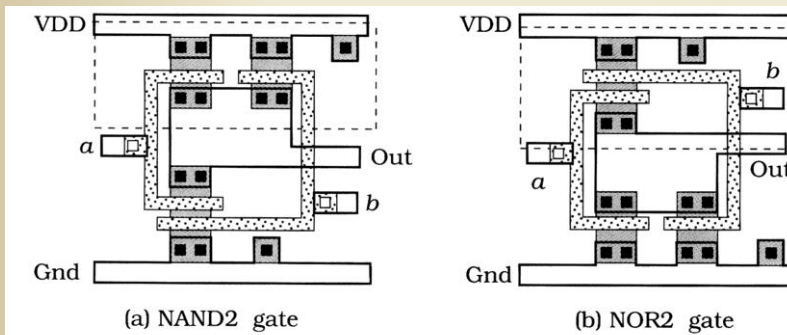 VDD
a
Out
b
Gnd
(a) NAND2 gate
VDD
b
a
Out
Gnd
(b) NOR2 gate